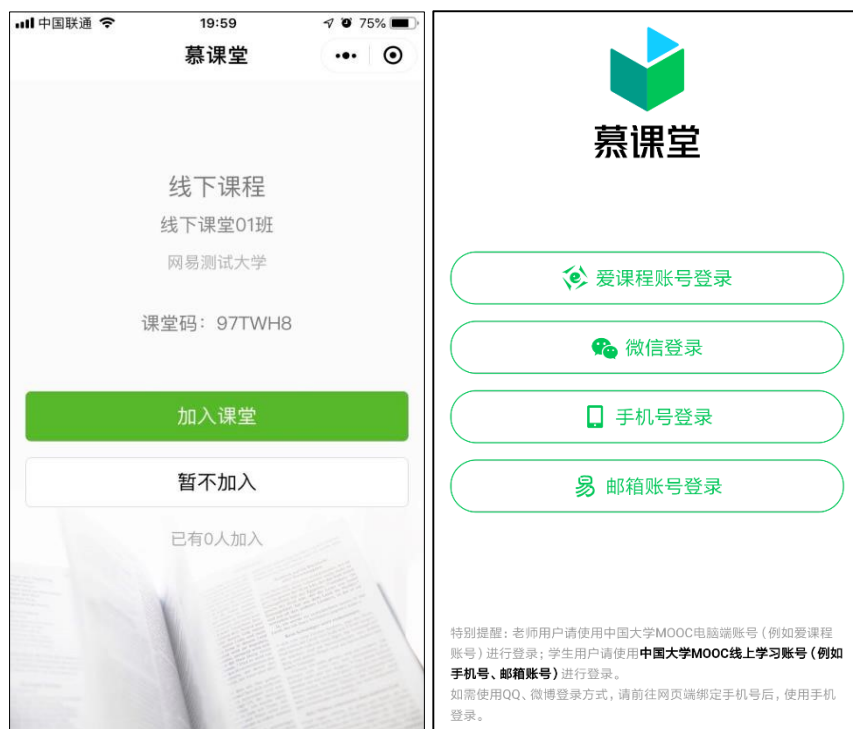 中国联通
19:59
75%
慕课堂
线下课程
线下课堂01班
网易测试大学
课堂码：97TWH8
加入课堂
暂不加入
已有0人加入
慕课堂
爱课程账号登录
微信登录
手机号登录
邮箱账号登录
特别提醒：老师用户请使用中国大学MOOC电脑端账号（例如爱课程
账号）进行登录；学生用户请使用中国大学MOOC线上学习账号（例如
手机号、邮箱账号）进行登录。
如需使用QQ、微博登录方式，请前往网页端绑定手机号后，使用手机
登录。